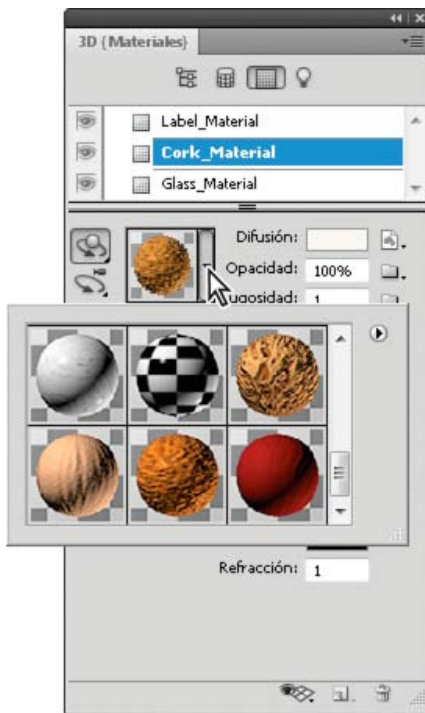 3D {Materiales}
Label_Material
Cork_Material
Glass_Material
Difusión:
Opacidad: 100%
ugosidad: 1
Refracción: 1